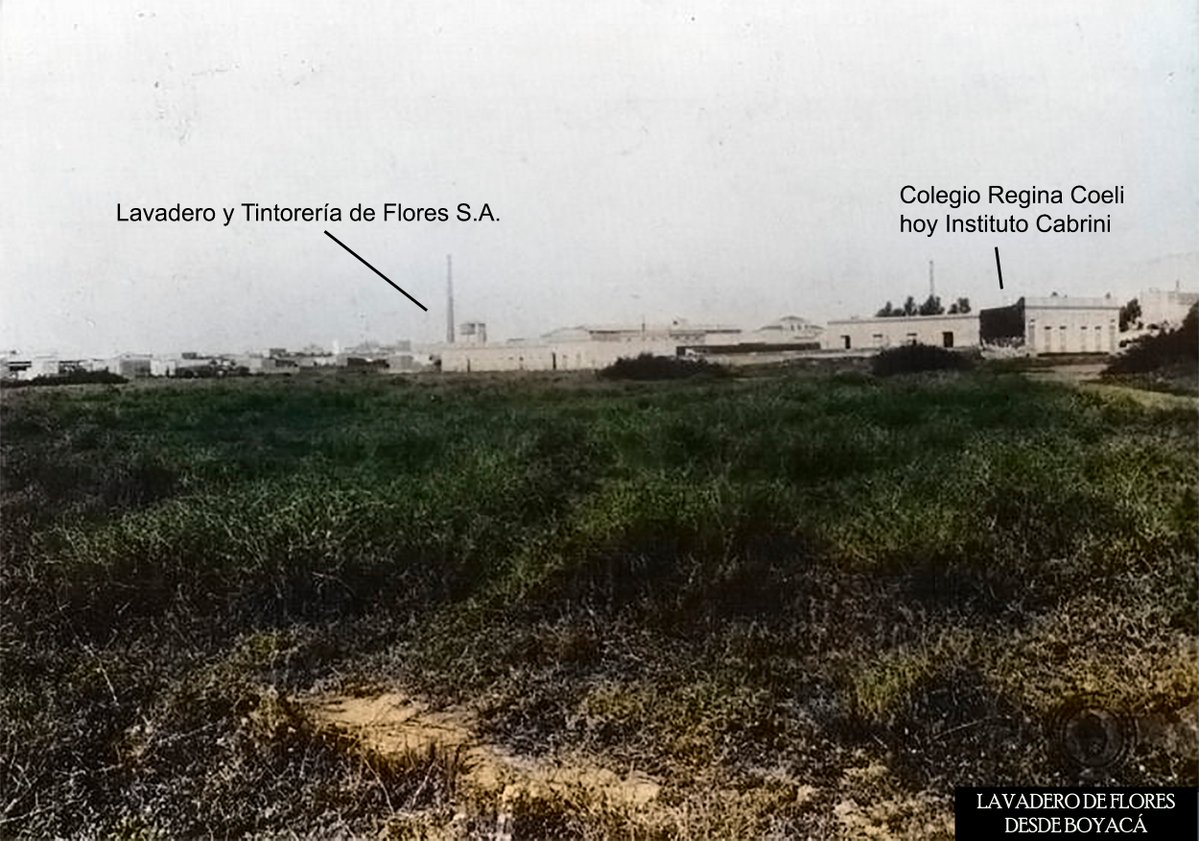 Lavadero y Tintorería de Flores S.A.
Colegio Regina Coeli
hoy Instituto Cabrini
LAVADERO DE FLORES
DESDE BOYACÁ